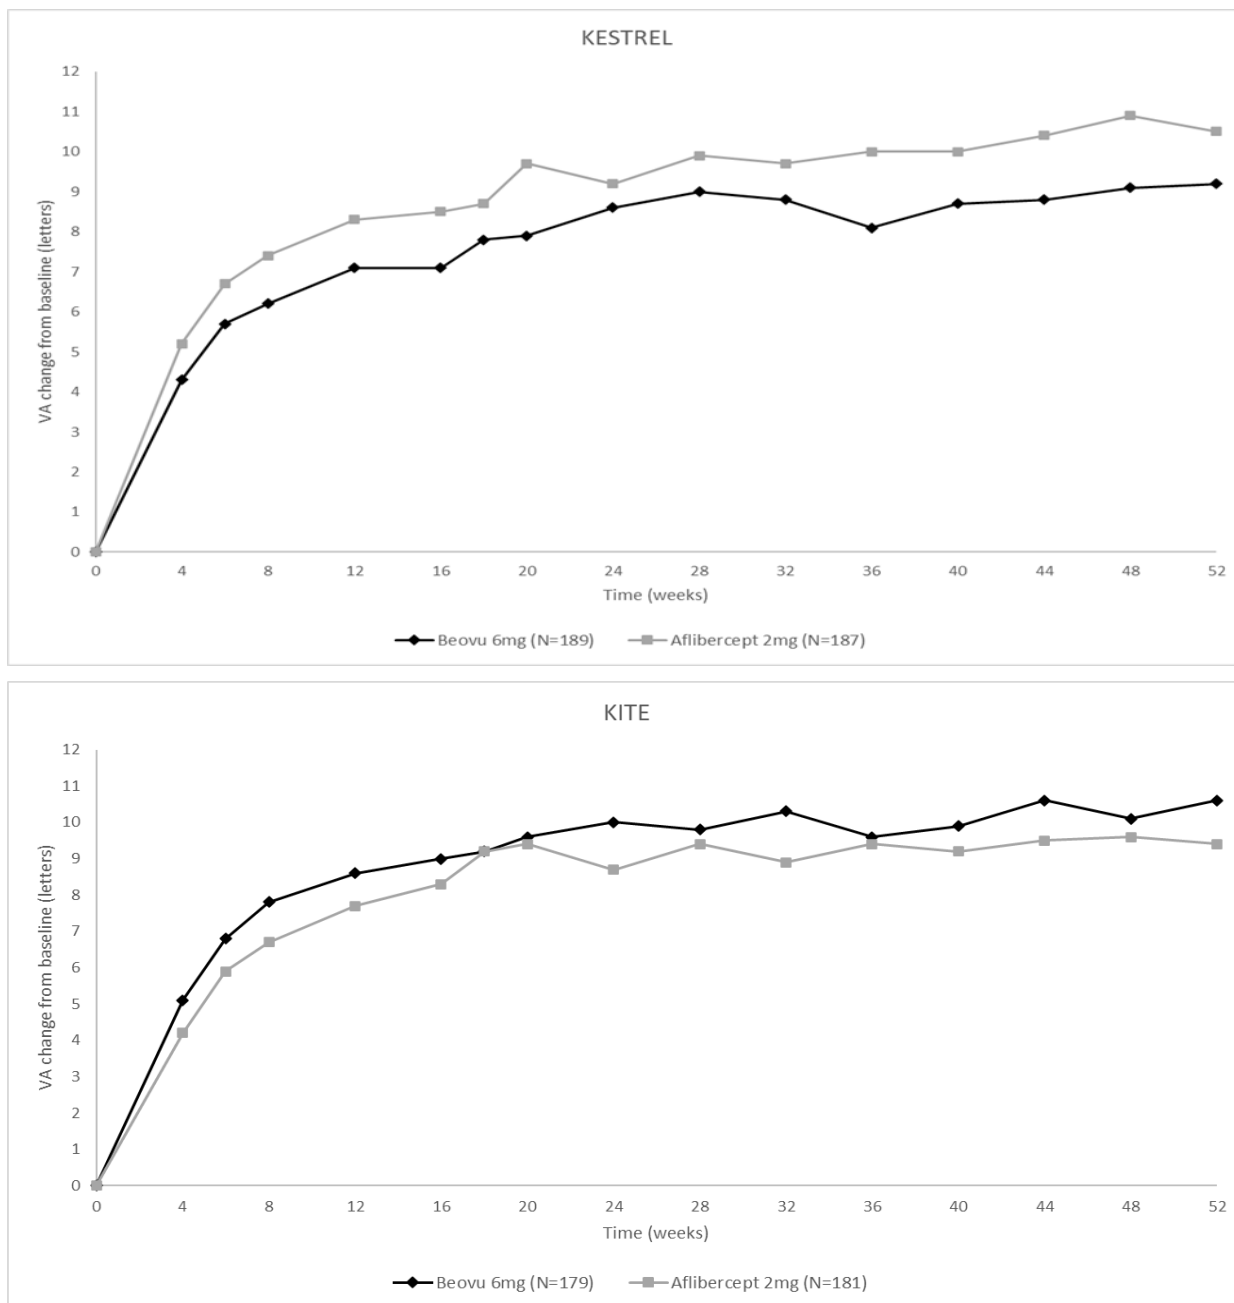 KESTREL
VA change from baseline (letters)
12
11
10
9
8
7
6
5
4
3
2
1
0
0 4 8 12 16 20 24 28 32 36 40 44 48 52
Time (weeks)
Beovu 6mg (N=189) Aflibercept 2mg (N=187)
KITE
VA change from baseline (letters)
12
11
10
9
8
7
6
5
4
3
2
1
0
0 4 8 12 16 20 24 28 32 36 40 44 48 52
Time (weeks)
Beovu 6mg (N=179) Aflibercept 2mg (N=181)